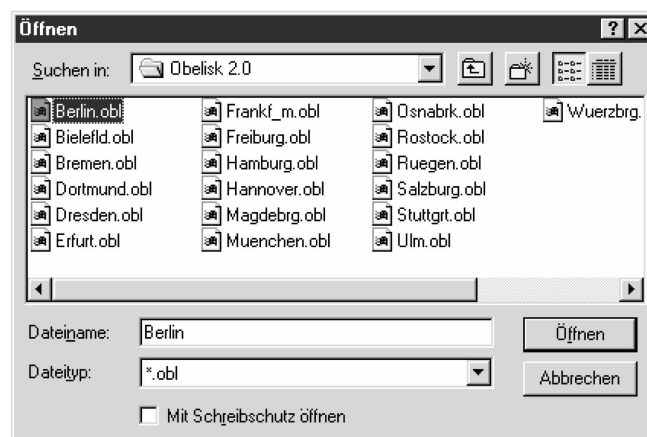 Öffnen
Suchen in: Obelisk 2.0
Berlin.obl
Bielefld.obl
Bremen.obl
Dortmund.obl
Dresden.obl
Erfurt.obl
Frankf_m.obl
Freiburg.obl
Hamburg.obl
Hannover.obl
Magdebrg.obl
Muenchen.obl
Osnabrk.obl
Rostock.obl
Ruegen.obl
Salzburg.obl
Stuttgrt.obl
Ulm.obl
Wuerzbrg.
Dateiname: Berlin
Öffnen
Dateityp: *.obl
Abbrechen
Mit Schreibschutz öffnen